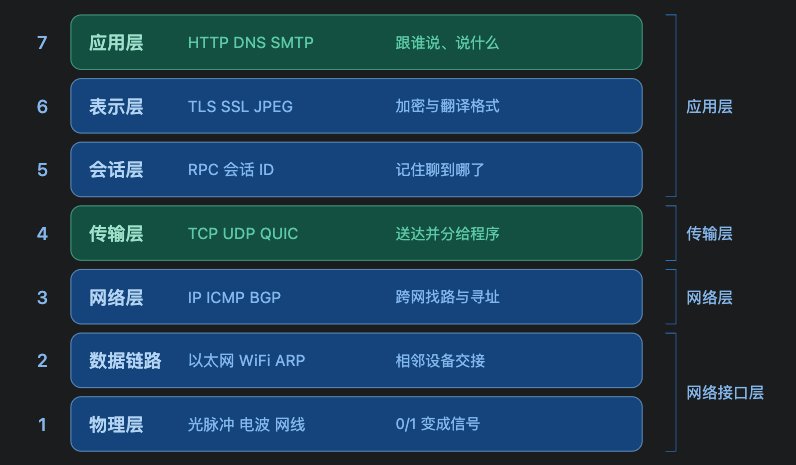 7 应用层 HTTP DNS SMTP 跟谁说、说什么
6 表示层 TLS SSL JPEG 加密与翻译格式
应用层
5 会话层 RPC 会话 ID 记住聊到哪了
4 传输层 TCP UDP QUIC 送达并分给程序
传输层
3 网络层 IP ICMP BGP 跨网找路与寻址
网络层
2 数据链路 以太网 WiFi ARP 相邻设备交接
网络接口层
1 物理层 光脉冲 电波 网线 0/1 变成信号